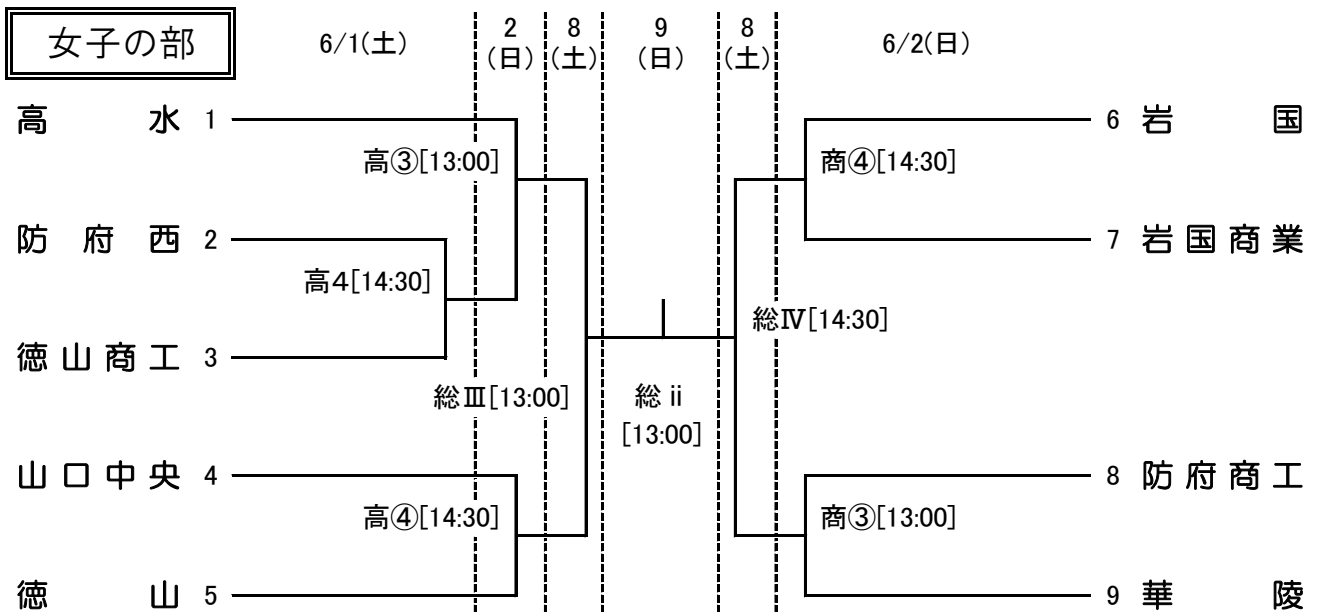 女子の部 6/1(土) 2(日) 8(土) 9(日) 8(土) 6/2(日)
高水 1
6 岩国
高③[13:00]
商④[14:30]
防府西 2
7 岩国商業
高4[14:30]
総Ⅳ[14:30]
徳山商工 3
総Ⅲ[13:00]
総ⅱ
[13:00]
山口中央 4
8 防府商工
高④[14:30]
商③[13:00]
徳山 5
9 華陵